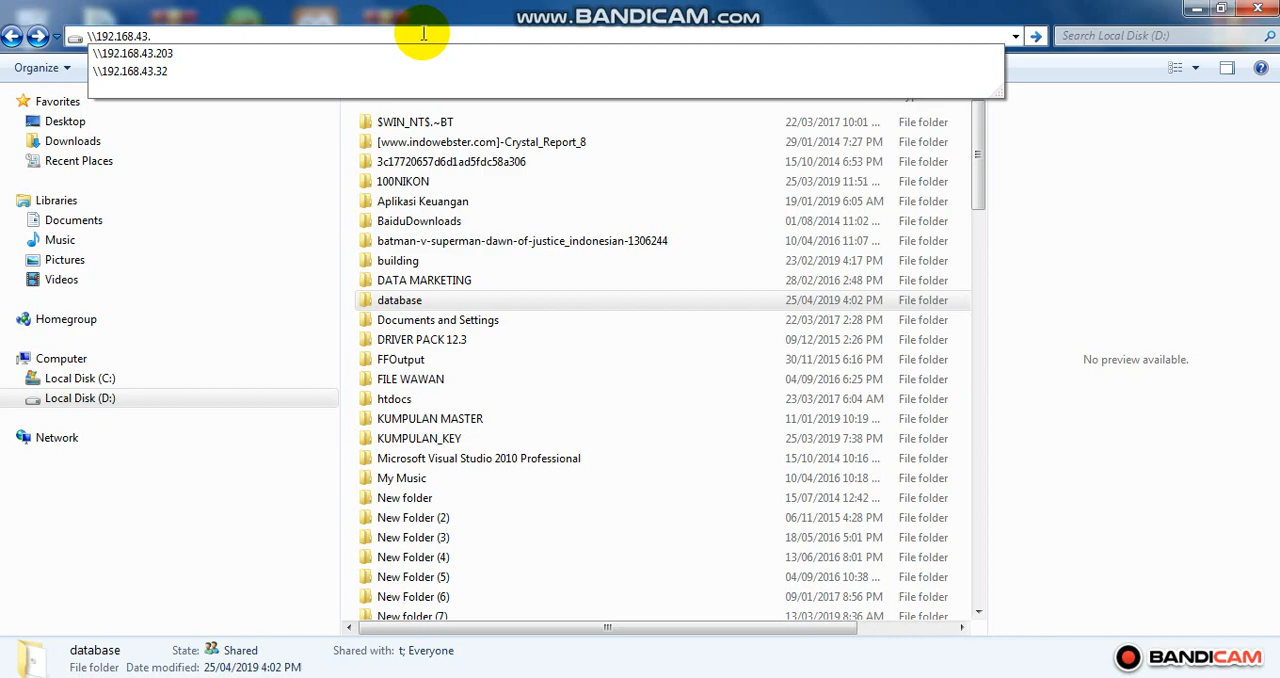 www.BANDICAM.com
\\192.168.43.
Search Local Disk (D:)
\\192.168.43.203
\\192.168.43.32
Organize
Favorites
Desktop
Downloads
Recent Places
Libraries
Documents
Music
Pictures
Videos
Homegroup
Computer
Local Disk (C:)
Local Disk (D:)
Network
$WIN_NT$.~BT 22/03/2017 10:01 ... File folder
[www.indowebster.com]-Crystal_Report_8 29/01/2014 7:27 PM File folder
3c17720657d6d1ad5fdc58a306 15/10/2014 6:53 PM File folder
100NIKON 25/03/2019 11:51 ... File folder
Aplikasi Keuangan 19/01/2019 6:05 AM File folder
BaiduDownloads 01/08/2014 11:02 ... File folder
batman-v-superman-dawn-of-justice_indonesian-1306244 10/04/2016 11:07 ... File folder
building 23/02/2019 4:17 PM File folder
DATA MARKETING 28/02/2016 2:48 PM File folder
database 25/04/2019 4:02 PM File folder
Documents and Settings 22/03/2017 2:28 PM File folder
DRIVER PACK 12.3 09/12/2015 2:26 PM File folder
FFOutput 30/11/2015 6:16 PM File folder
FILE WAWAN 04/09/2016 6:25 PM File folder
htdocs 23/03/2017 6:04 AM File folder
KUMPULAN MASTER 11/01/2019 10:19 ... File folder
KUMPULAN_KEY 25/03/2019 7:38 PM File folder
Microsoft Visual Studio 2010 Professional 15/10/2014 6:53 PM File folder
My Music 10/04/2016 10:18 ... File folder
New folder 15/07/2014 12:42 ... File folder
New Folder (2) 06/11/2015 4:28 PM File folder
New Folder (3) 18/05/2016 5:01 PM File folder
New Folder (4) 13/06/2016 8:01 PM File folder
New Folder (5) 04/09/2016 10:38 ... File folder
New Folder (6) 09/01/2017 8:56 PM File folder
New folder (7) 13/03/2019 8:36 AM File folder
No preview available.
database State: Shared Shared with: t; Everyone
File folder Date modified: 25/04/2019 4:02 PM
BANDICAM